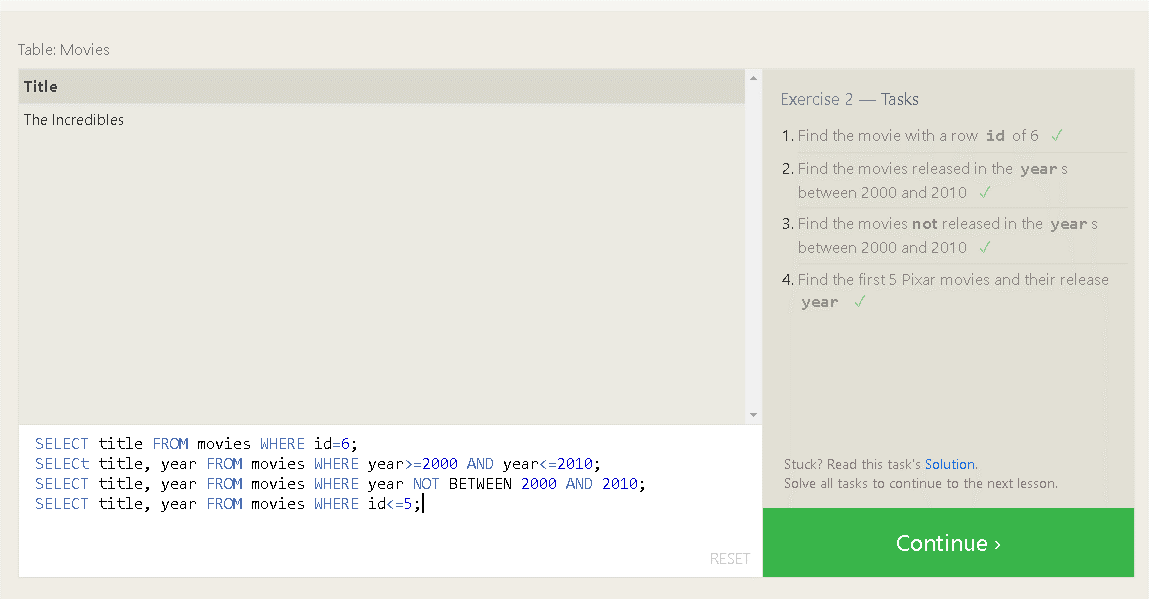 Table: Movies
Title
The Incredibles
SELECT title FROM movies WHERE id=6;
SELECt title, year FROM movies WHERE year>=2000 AND year<=2010;
SELECT title, year FROM movies WHERE year NOT BETWEEN 2000 AND 2010;
SELECT title, year FROM movies WHERE id<=5;
RESET
Exercise 2 — Tasks
1. Find the movie with a row id of 6 ✓
2. Find the movies released in the years
between 2000 and 2010 ✓
3. Find the movies not released in the years
between 2000 and 2010 ✓
4. Find the first 5 Pixar movies and their release
year ✓
Stuck? Read this task's Solution.
Solve all tasks to continue to the next lesson.
Continue ›